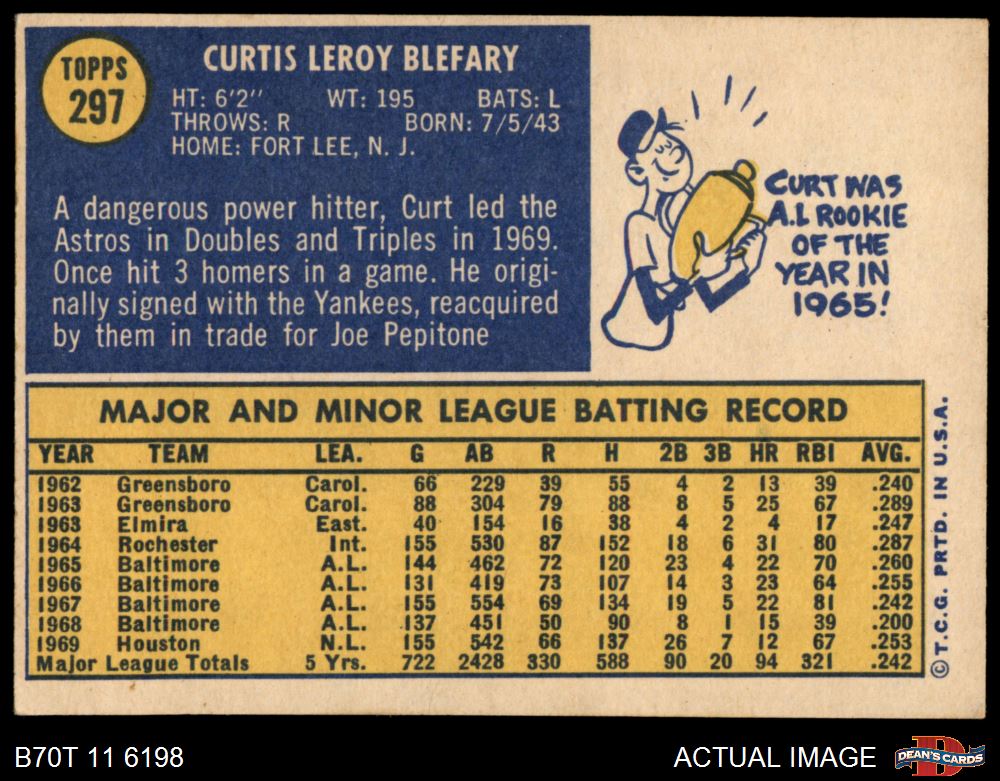 TOPPS
297
CURTIS LEROY BLEFARY
HT: 6'2" WT: 195 BATS: L
THROWS: R BORN: 7/5/43
HOME: FORT LEE, N. J.
A dangerous power hitter, Curt led the
Astros in Doubles and Triples in 1969.
Once hit 3 homers in a game. He origi-
nally signed with the Yankees, reacquired
by them in trade for Joe Pepitone
CURT WAS
A.L ROOKIE
OF THE
YEAR IN
1965!
MAJOR AND MINOR LEAGUE BATTING RECORD
YEAR TEAM LEA. G AB R H 2B 3B HR RBI AVG.
1962 Greensboro Carol. 66 229 39 55 4 2 13 39 .240
1963 Greensboro Carol. 88 304 79 88 8 5 25 67 .289
1963 Elmira East. 40 154 16 38 4 2 4 17 .247
1964 Rochester Int. 155 530 87 152 18 6 31 80 .287
1965 Baltimore A.L. 144 462 72 120 23 4 22 70 .260
1966 Baltimore A.L. 131 419 73 107 14 3 23 64 .255
1967 Baltimore A.L. 155 554 69 134 19 5 22 81 .242
1968 Baltimore A.L. 137 451 50 90 8 1 15 39 .200
1969 Houston N.L. 155 542 66 137 26 7 12 67 .253
Major League Totals 5 Yrs. 722 2428 330 588 90 20 94 321 .242
© T.C.G. PRTD. IN U.S.A.
B70T 11 6198
ACTUAL IMAGE
D
DEAN'S CARDS